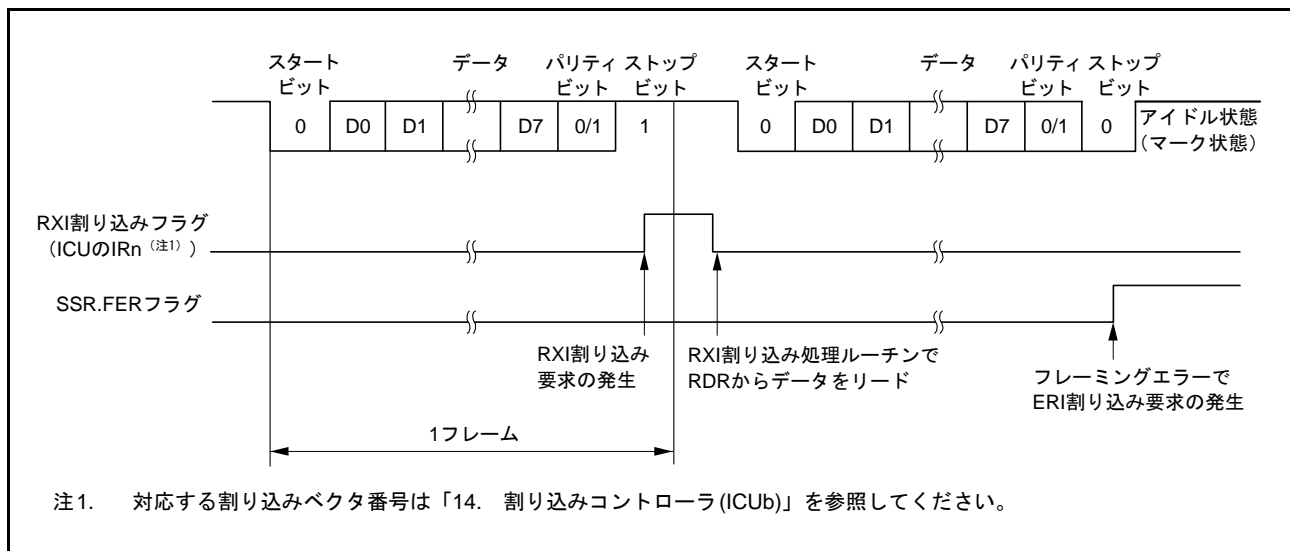 スタート
ビット
データ
パリティ
ビット
ストップ
ビット
スタート
ビット
データ
パリティ
ビット
ストップ
ビット
0 D0 D1 D7 0/1 1 0 D0 D1 D7 0/1 0
アイドル状態
(マーク状態)
RXI割り込みフラグ
(ICUのIRn (注1) )
SSR.FERフラグ
RXI割り込み
要求の発生
RXI割り込み処理ルーチンで
RDRからデータをリード
フレーミングエラーで
ERI割り込み要求の発生
1フレーム
注1. 対応する割り込みベクタ番号は「14. 割り込みコントローラ(ICUb)」を参照してください。